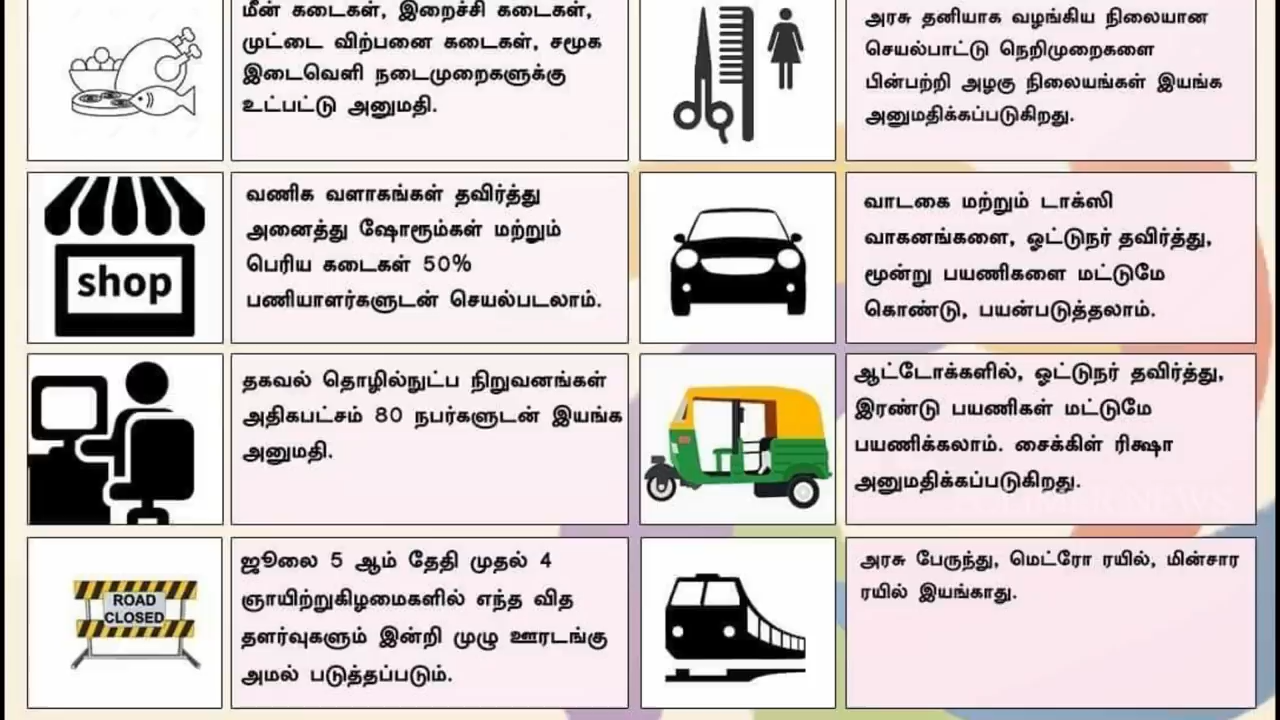 மீன் கடைகள், இறைச்சி கடைகள்,
முட்டை விற்பனை கடைகள், சமூக
இடைவெளி நடைமுறைகளுக்கு
உட்பட்டு அனுமதி.
அரசு தனியாக வழங்கிய நிலையான
செயல்பாட்டு நெறிமுறைகளை
பின்பற்றி அழகு நிலையங்கள் இயங்க
அனுமதிக்கப்படுகிறது.
shop
வணிக வளாகங்கள் தவிர்த்து
அனைத்து ஷோரூம்கள் மற்றும்
பெரிய கடைகள் 50%
பணியாளர்களுடன் செயல்படலாம்.
வாடகை மற்றும் டாக்ஸி
வாகனங்களை, ஓட்டுநர் தவிர்த்து,
மூன்று பயணிகளை மட்டுமே
கொண்டு, பயன்படுத்தலாம்.
தகவல் தொழில்நுட்ப நிறுவனங்கள்
அதிகபட்சம் 80 நபர்களுடன் இயங்க
அனுமதி.
ஆட்டோக்களில், ஓட்டுநர் தவிர்த்து,
இரண்டு பயணிகள் மட்டுமே
பயணிக்கலாம். சைக்கிள் ரிக்ஷா
அனுமதிக்கப்படுகிறது.
ROAD
CLOSED
ஜூலை 5 ஆம் தேதி முதல் 4
ஞாயிற்றுகிழமைகளில் எந்த வித
தளர்வுகளும் இன்றி முழு ஊரடங்கு
அமல் படுத்தப்படும்.
அரசு பேருந்து, மெட்ரோ ரயில், மின்சார
ரயில் இயங்காது.